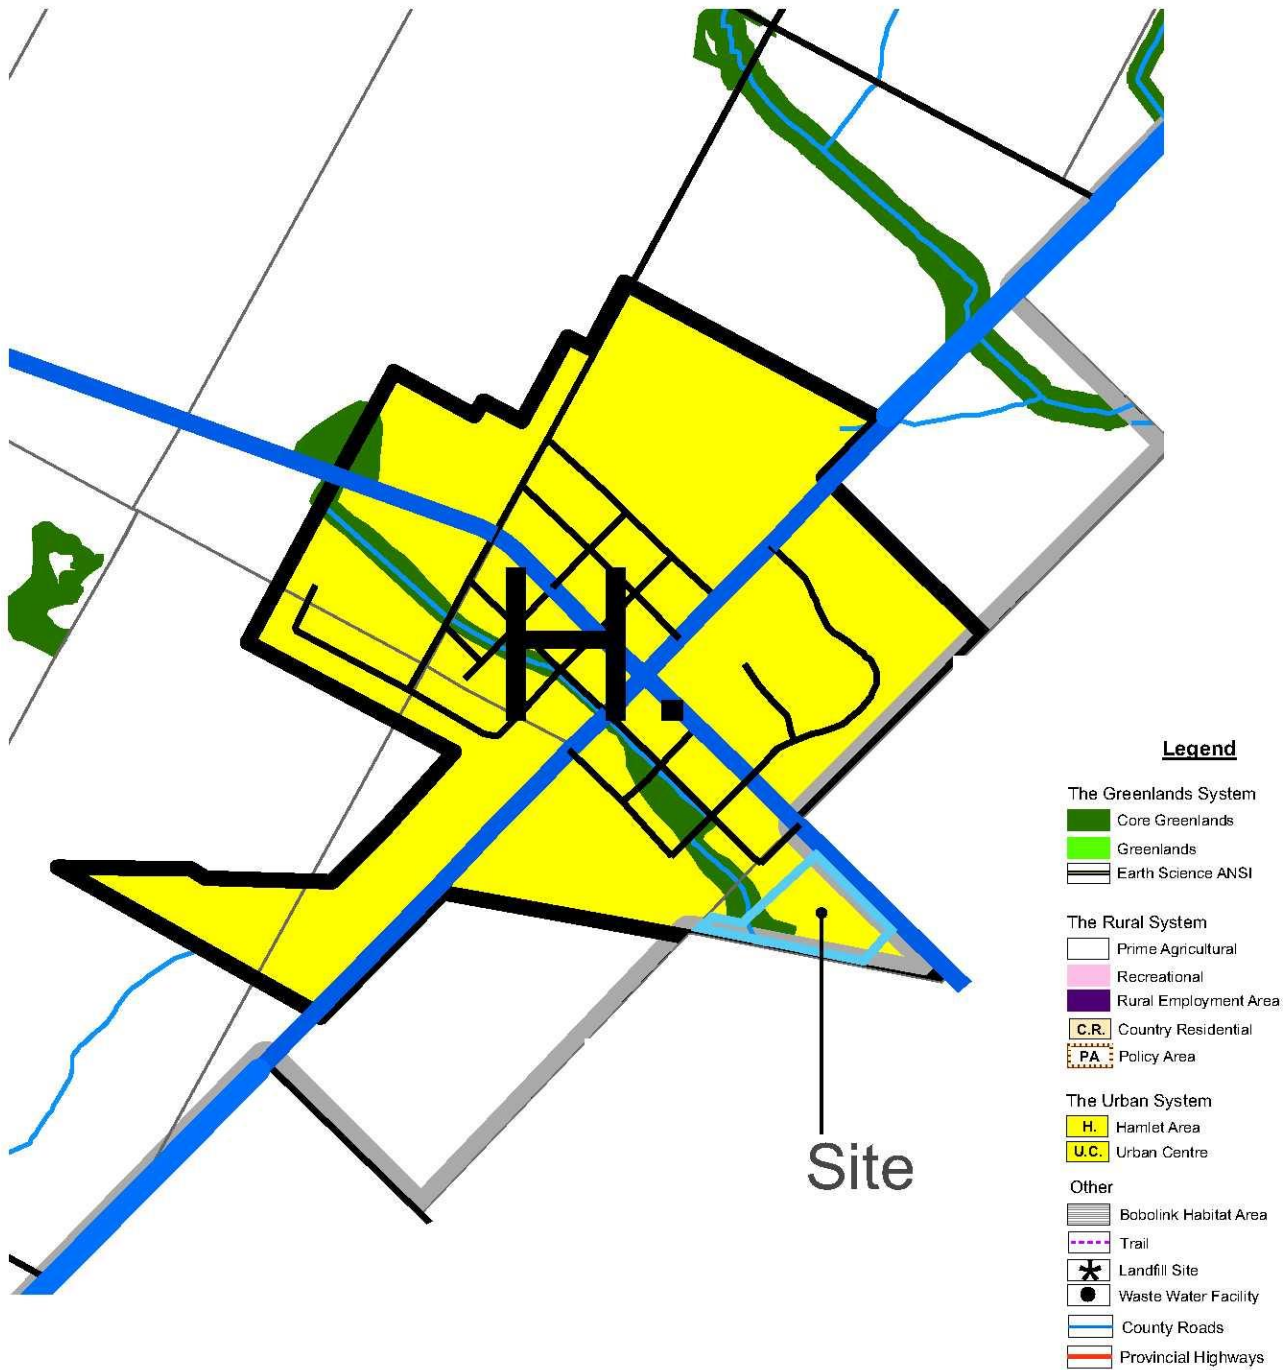 H.
Site
Legend
The Greenlands System
Core Greenlands
Greenlands
Earth Science ANSI
The Rural System
Prime Agricultural
Recreational
Rural Employment Area
C.R. Country Residential
PA Policy Area
The Urban System
H. Hamlet Area
U.C. Urban Centre
Other
Bobolink Habitat Area
Trail
Landfill Site
Waste Water Facility
County Roads
Provincial Highways